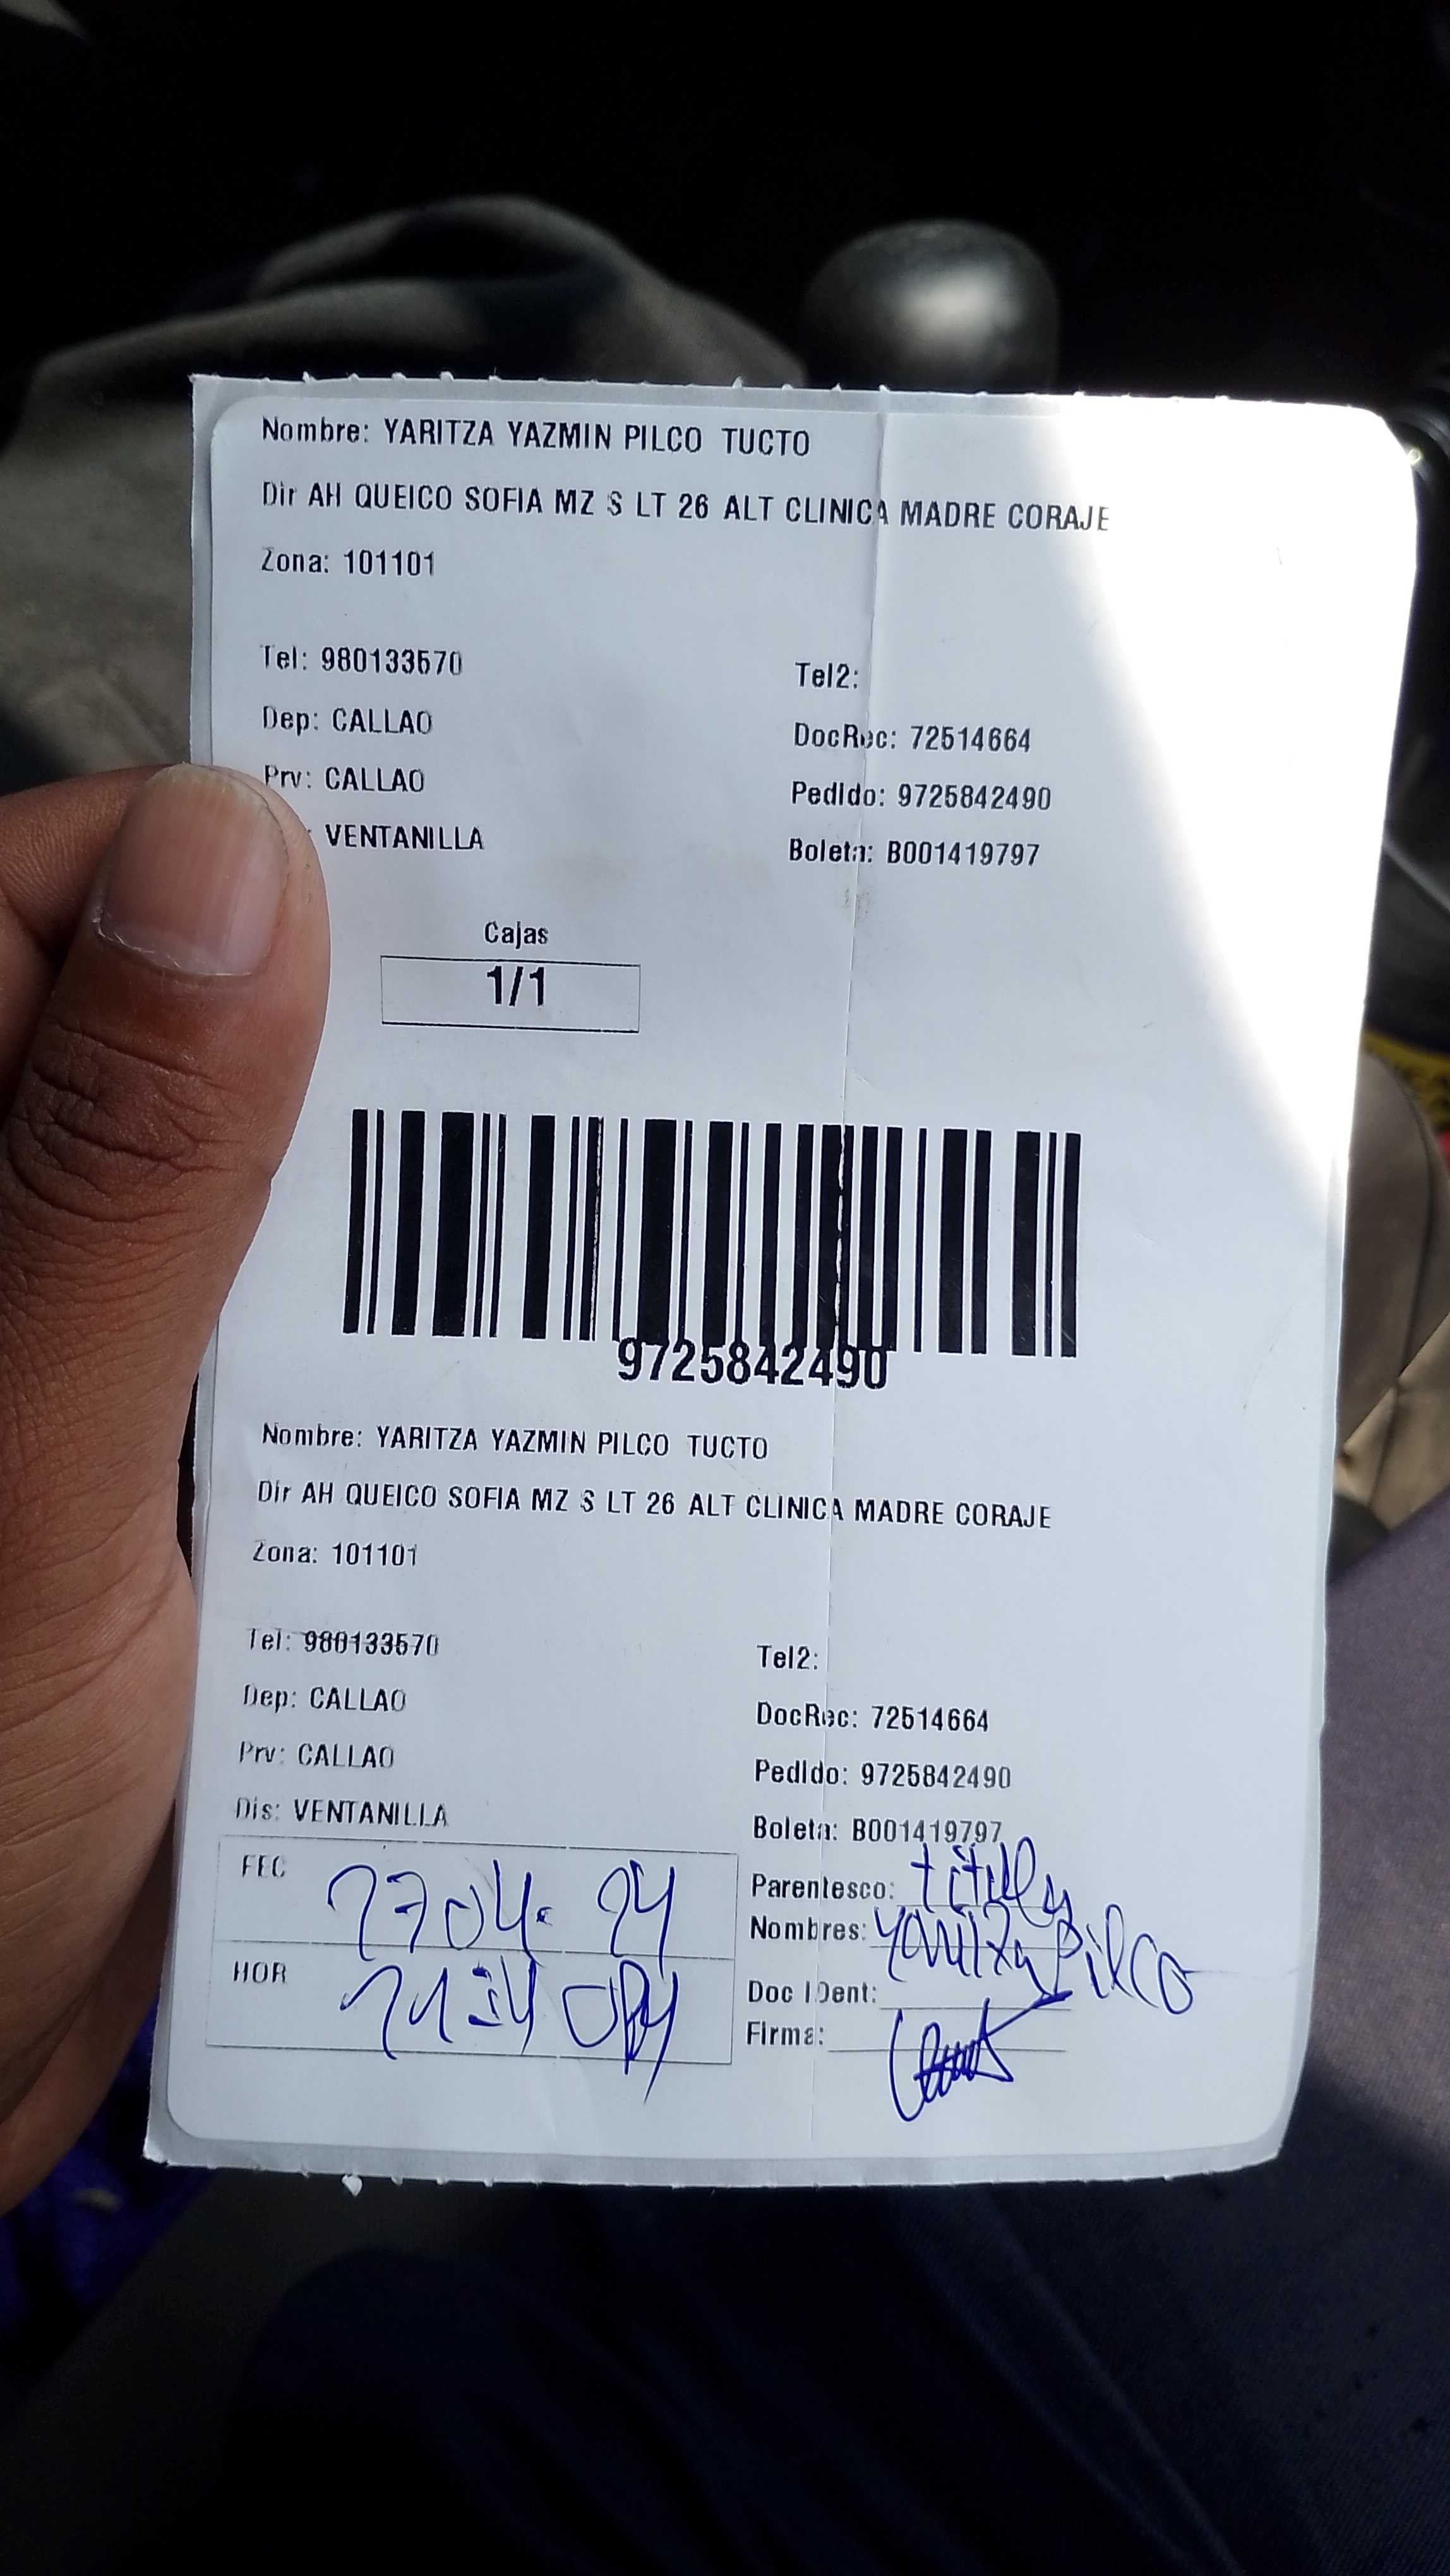 Nombre: YARITZA YAZMIN PILCO TUCTO
Dir AH QUEICO SOFIA MZ S LT 26 ALT CLINICA MADRE CORAJE
Zona: 101101
Tel: 980133570 Tel2:
Dep: CALLAO DocRec: 72514664
Prv: CALLAO Pedido: 9725842490
: VENTANILLA Boleta: B001419797
Cajas
1/1
9725842490
Nombre: YARITZA YAZMIN PILCO TUCTO
Dir AH QUEICO SOFIA MZ S LT 26 ALT CLINICA MADRE CORAJE
Zona: 101101
Tel: 980133570 Tel2:
Dep: CALLAO DocRec: 72514664
Prv: CALLAO Pedido: 9725842490
Dis: VENTANILLA Boleta: B001419797
FEC Parentesco:
Nombres: Yaritza Pilco
HOR Doc IDent:
Firma: